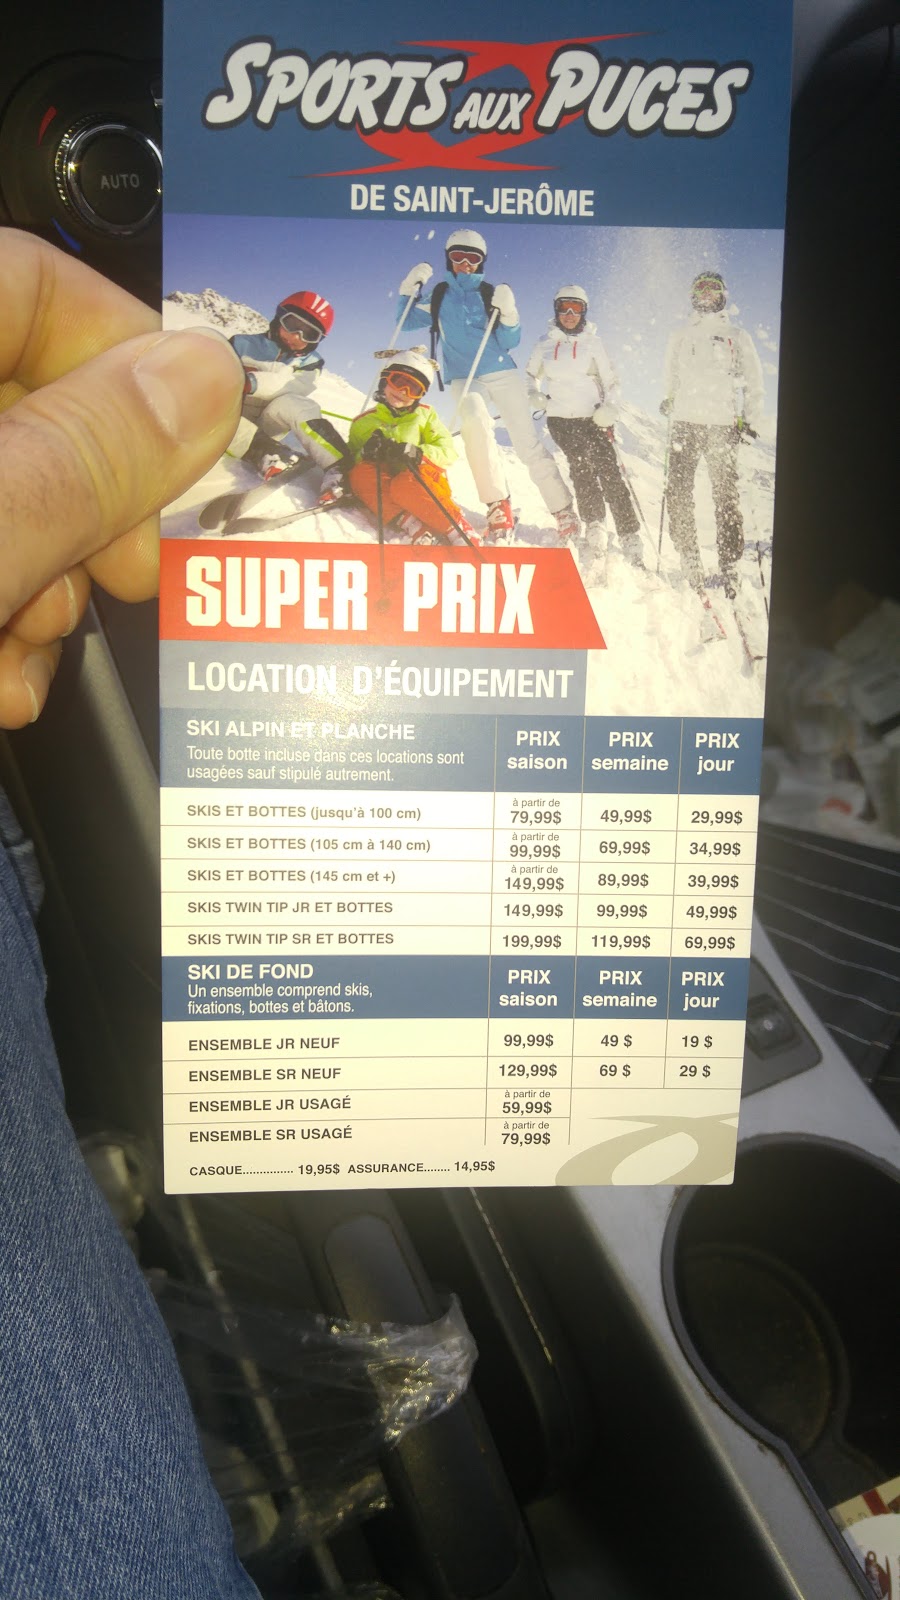 AUTO
SPORTS AUX PUCES
DE SAINT-JERÔME
SUPER PRIX
LOCATION D'ÉQUIPEMENT
SKI ALPIN ET PLANCHE
Toute botte incluse dans ces locations sont
usagées sauf stipulé autrement.
PRIX saison PRIX semaine PRIX jour
SKIS ET BOTTES (jusqu'à 100 cm) à partir de 79,99$ 49,99$ 29,99$
SKIS ET BOTTES (105 cm à 140 cm) à partir de 99,99$ 69,99$ 34,99$
SKIS ET BOTTES (145 cm et +) à partir de 149,99$ 89,99$ 39,99$
SKIS TWIN TIP JR ET BOTTES 149,99$ 99,99$ 49,99$
SKIS TWIN TIP SR ET BOTTES 199,99$ 119,99$ 69,99$
SKI DE FOND
Un ensemble comprend skis,
fixations, bottes et bâtons.
PRIX saison PRIX semaine PRIX jour
ENSEMBLE JR NEUF 99,99$ 49 $ 19 $
ENSEMBLE SR NEUF 129,99$ 69 $ 29 $
ENSEMBLE JR USAGÉ à partir de 59,99$
ENSEMBLE SR USAGÉ à partir de 79,99$
CASQUE............... 19,95$ ASSURANCE........ 14,95$